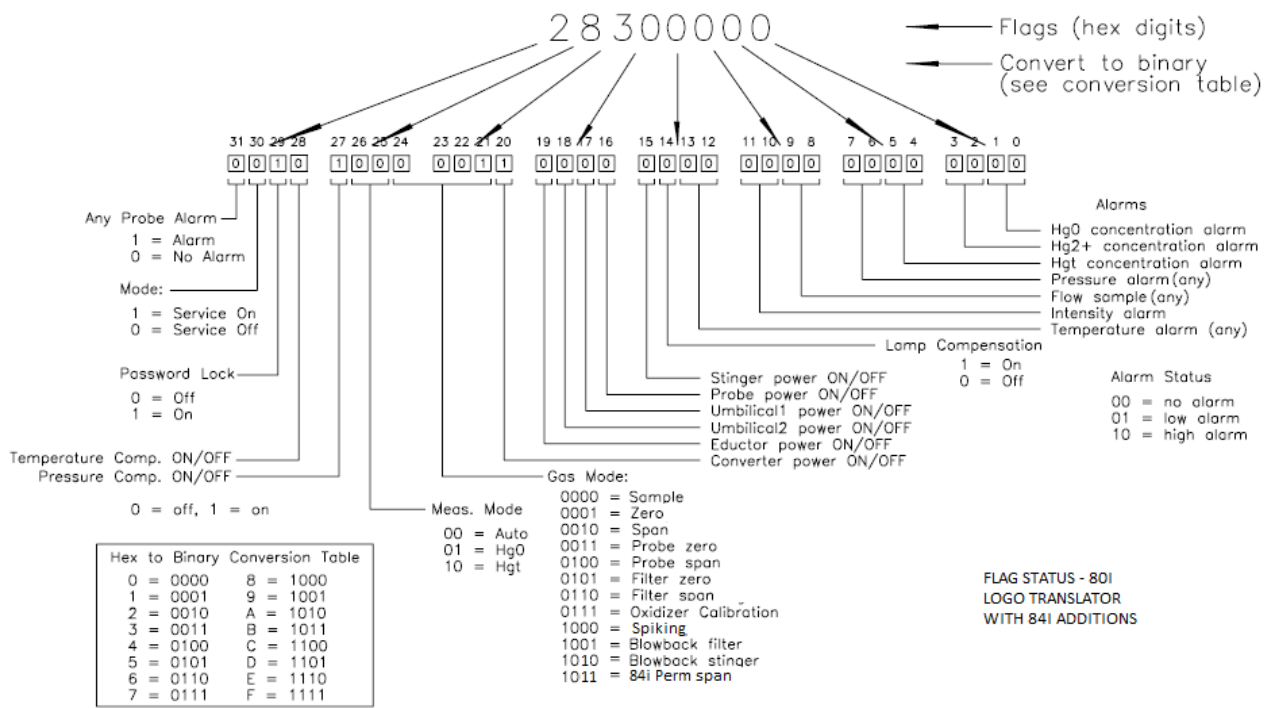 28300000
Flags (hex digits)
Convert to binary
(see conversion table)
31 30 29 28 27 26 25 24 23 22 21 20 19 18 17 16 15 14 13 12 11 10 9 8 7 6 5 4 3 2 1 0
0 0 1 0 1 0 0 0 0 0 1 1 0 0 0 0 0 0 0 0 0 0 0 0 0 0 0 0 0 0 0 0
Any Probe Alarm
1 = Alarm
0 = No Alarm
Mode:
1 = Service On
0 = Service Off
Password Lock
0 = Off
1 = On
Temperature Comp. ON/OFF
Pressure Comp. ON/OFF
0 = off, 1 = on
Meas. Mode
00 = Auto
01 = Hg0
10 = Hgt
Gas Mode:
0000 = Sample
0001 = Zero
0010 = Span
0011 = Probe zero
0100 = Probe span
0101 = Filter zero
0110 = Filter span
0111 = Oxidizer Calibration
1000 = Spiking
1001 = Blowback filter
1010 = Blowback stinger
1011 = 84i Perm span
Stinger power ON/OFF
Probe power ON/OFF
Umbilical1 power ON/OFF
Umbilical2 power ON/OFF
Eductor power ON/OFF
Converter power ON/OFF
Lamp Compensation
1 = On
0 = Off
Alarms
Hg0 concentration alarm
Hg2+ concentration alarm
Hgt concentration alarm
Pressure alarm(any)
Flow sample(any)
Intensity alarm
Temperature alarm (any)
Alarm Status
00 = no alarm
01 = low alarm
10 = high alarm
Hex to Binary Conversion Table
0 = 0000 8 = 1000
1 = 0001 9 = 1001
2 = 0010 A = 1010
3 = 0011 B = 1011
4 = 0100 C = 1100
5 = 0101 D = 1101
6 = 0110 E = 1110
7 = 0111 F = 1111
FLAG STATUS - 80I
LOGO TRANSLATOR
WITH 84I ADDITIONS